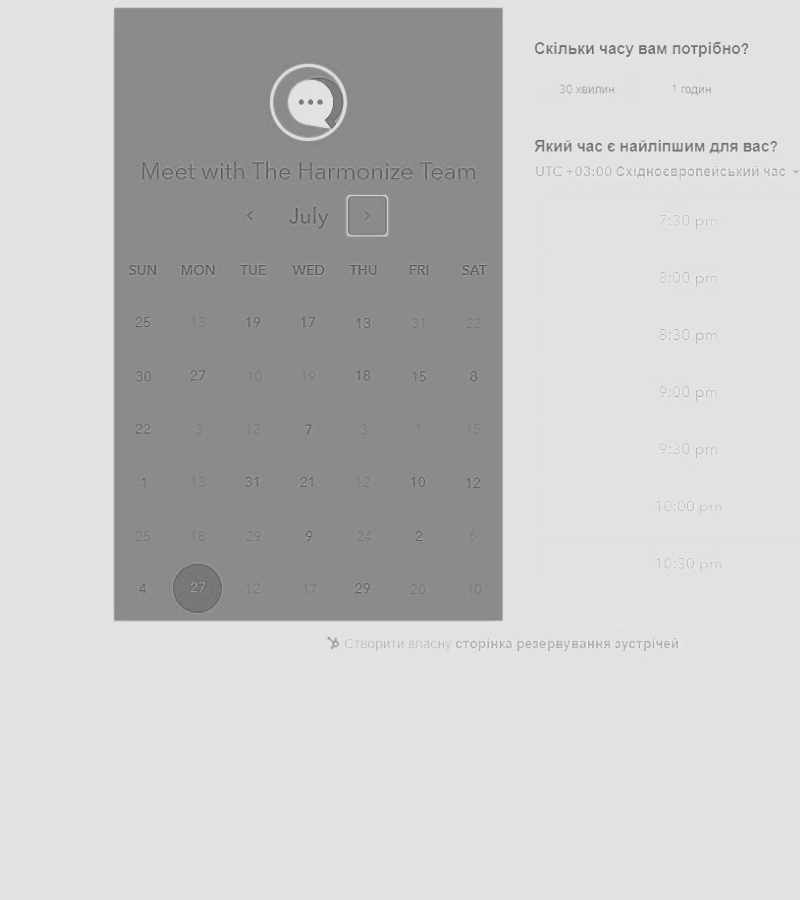 Meet with The Harmonize Team
July
SUN MON TUE WED THU FRI SAT
25 13 19 17 13 31 22
30 27 10 19 18 15 8
22 3 12 7 3 1 15
1 13 31 21 12 10 12
25 18 29 9 24 2 6
4 27 12 17 29 20 10
Скільки часу вам потрібно?
30 хвилин 1 годин
Який час є найліпшим для вас?
UTC +03:00 Східноєвропейський час
7:30 pm
8:00 pm
8:30 pm
9:00 pm
9:30 pm
10:00 pm
10:30 pm
Створити власну сторінка резервування зустрічей